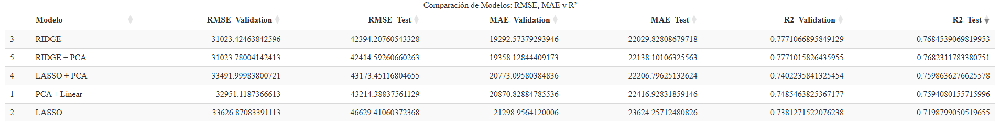 Comparación de Modelos: RMSE, MAE y R²
Modelo RMSE_Validation RMSE_Test MAE_Validation MAE_Test R2_Validation R2_Test
3 RIDGE 31023.42463842596 42394.20760543328 19292.57379293946 22029.82808679718 0.7771066895849129 0.7684539069819953
5 RIDGE + PCA 31023.78004142413 42414.59260660263 19358.12844409173 22138.10106325563 0.7771015826435955 0.7682311783380751
4 LASSO + PCA 33491.99983800721 43173.45116804655 20773.09580384836 22206.79625132624 0.7402235841325454 0.7598636276625578
1 PCA + Linear 32951.1187366613 43214.38837561129 20870.82884785536 22416.92831859146 0.7485463825367177 0.7594080155715996
2 LASSO 33626.87083391113 46629.41060372368 21298.9564120006 23624.25712480826 0.7381271522076238 0.7198799050519655